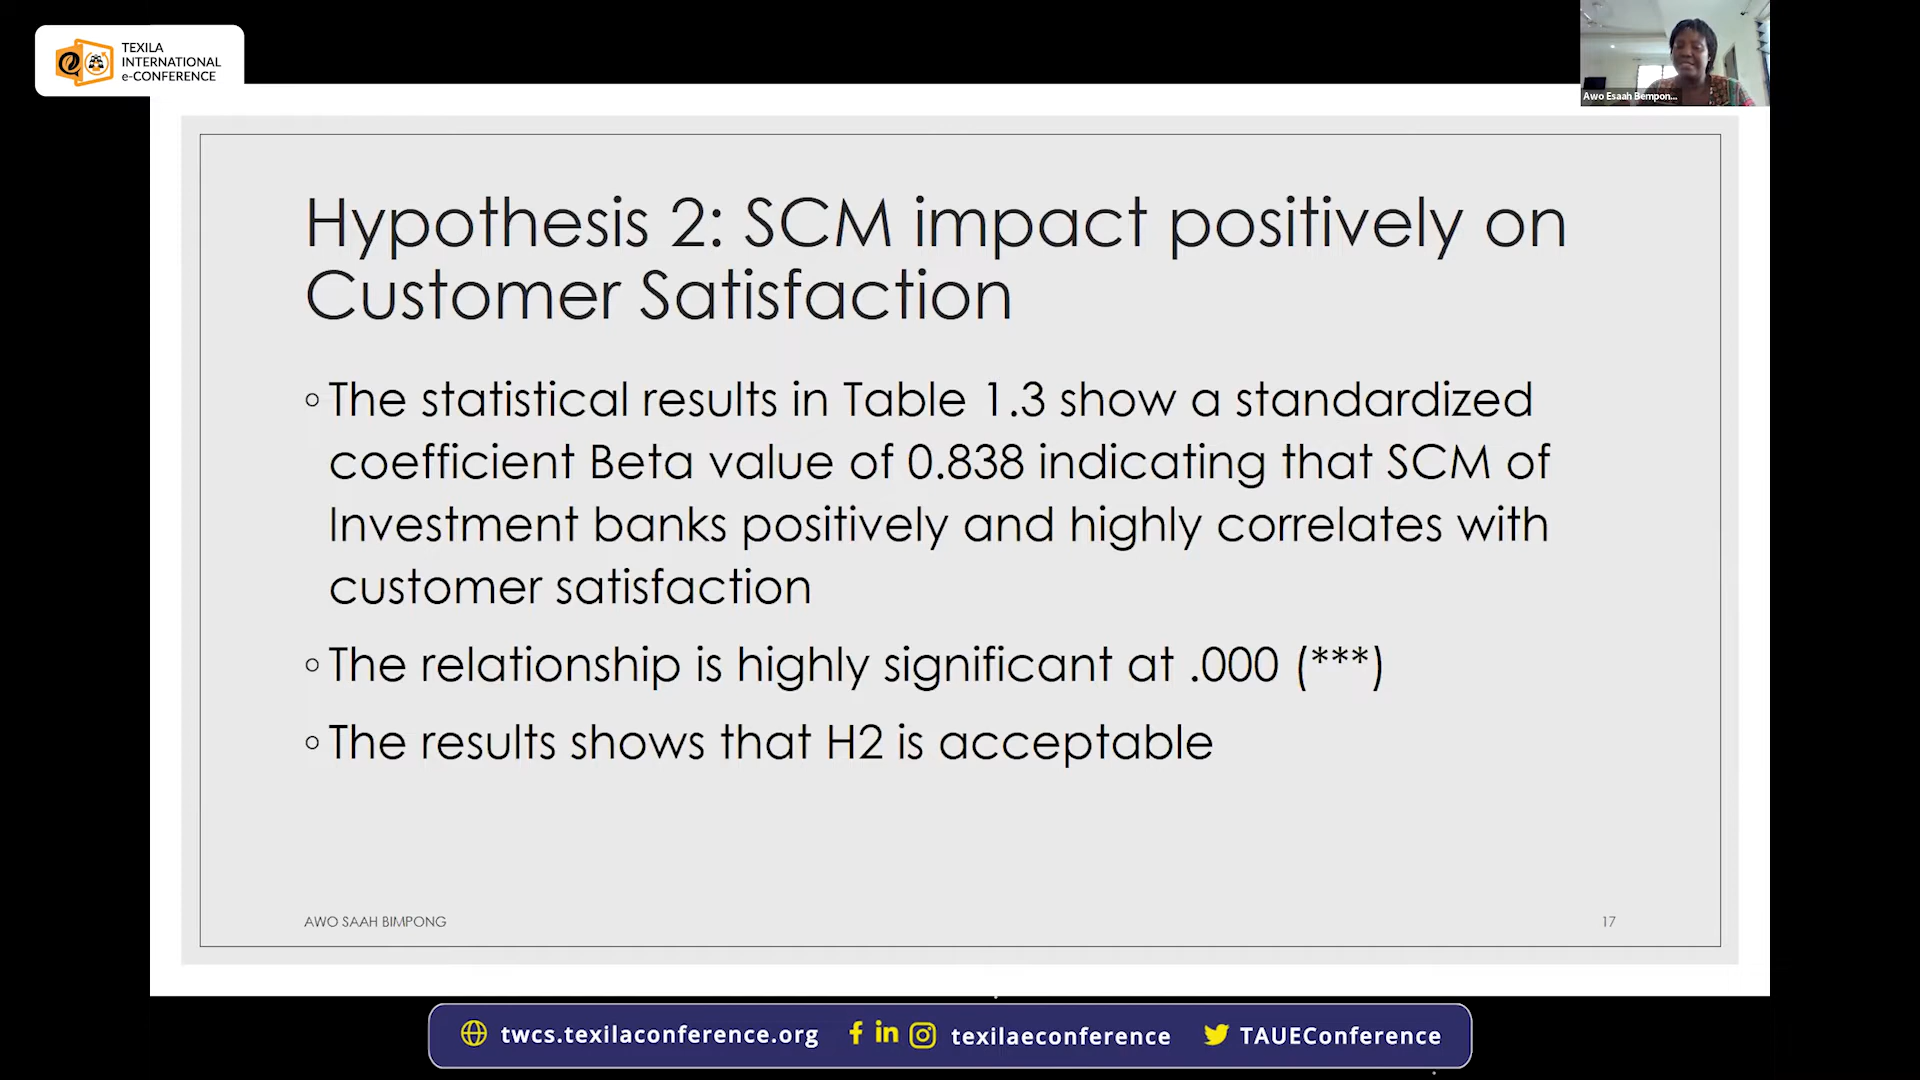 TEXILA
INTERNATIONAL
e-CONFERENCE
Awo Esaah Bempon...
Hypothesis 2: SCM impact positively on
Customer Satisfaction
◦ The statistical results in Table 1.3 show a standardized
coefficient Beta value of 0.838 indicating that SCM of
Investment banks positively and highly correlates with
customer satisfaction
◦ The relationship is highly significant at .000 (***)
◦ The results shows that H2 is acceptable
AWO SAAH BIMPONG
17
twcs.texilaconference.org
texilaeconference
TAUEConference